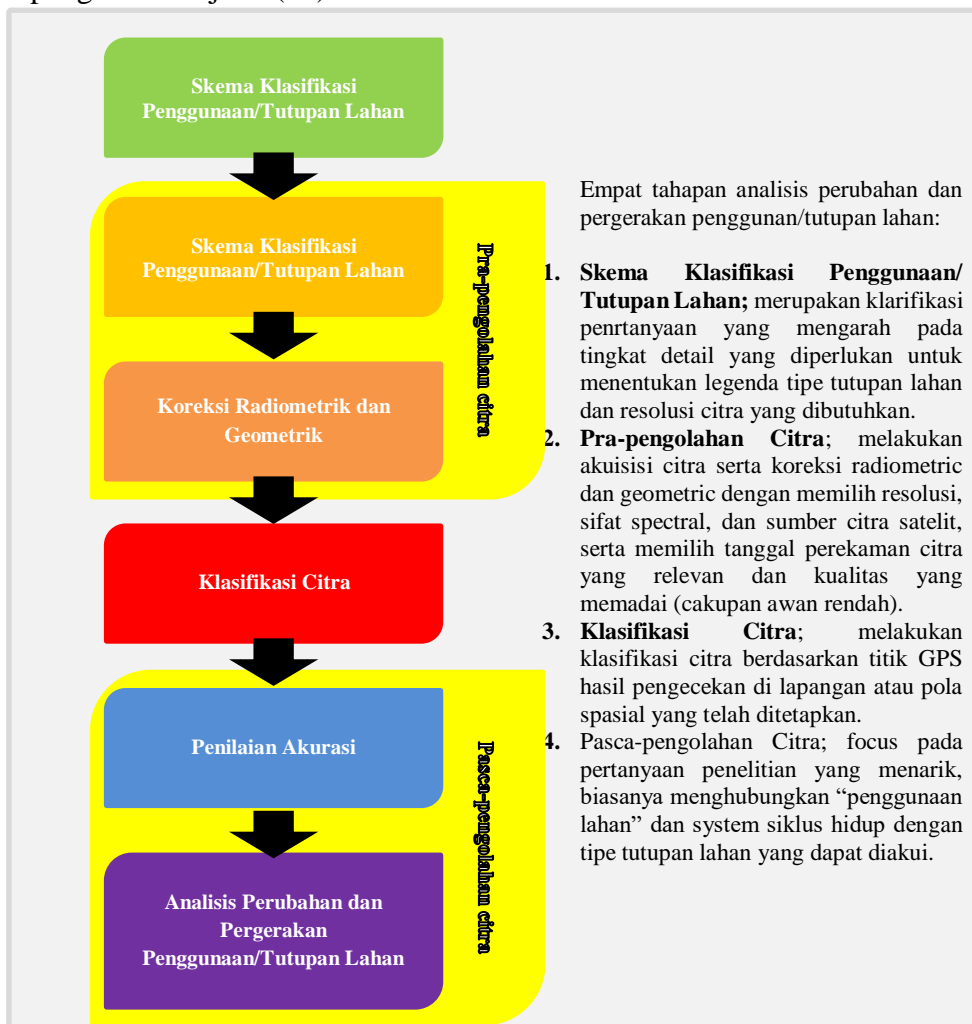 Skema Klasifikasi
Penggunaan/Tutupan Lahan
Skema Klasifikasi
Penggunaan/Tutupan Lahan
Koreksi Radiometrik dan
Geometrik
Pra-pengolahan citra
Klasifikasi Citra
Penilaian Akurasi
Analisis Perubahan dan
Pergerakan
Penggunaan/Tutupan Lahan
Pasca-pengolahan citra
Empat tahapan analisis perubahan dan
pergerakan penggunan/tutupan lahan:
1. Skema Klasifikasi Penggunaan/
Tutupan Lahan; merupakan klarifikasi
penrtanyaan yang mengarah pada
tingkat detail yang diperlukan untuk
menentukan legenda tipe tutupan lahan
dan resolusi citra yang dibutuhkan.
2. Pra-pengolahan Citra; melakukan
akuisisi citra serta koreksi radiometric
dan geometric dengan memilih resolusi,
sifat spectral, dan sumber citra satelit,
serta memilih tanggal perekaman citra
yang relevan dan kualitas yang
memadai (cakupan awan rendah).
3. Klasifikasi Citra; melakukan
klasifikasi citra berdasarkan titik GPS
hasil pengecekan di lapangan atau pola
spasial yang telah ditetapkan.
4. Pasca-pengolahan Citra; focus pada
pertanyaan penelitian yang menarik,
biasanya menghubungkan “penggunaan
lahan” dan system siklus hidup dengan
tipe tutupan lahan yang dapat diakui.